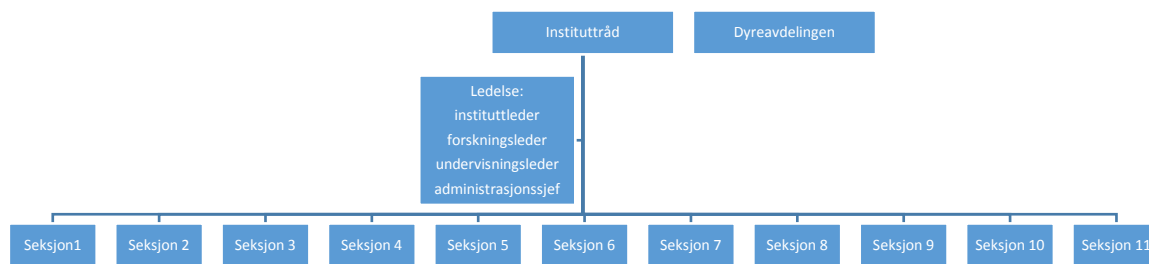 Instituttråd
Dyreavdelingen
Ledelse:
instituttleder
forskningsleder
undervisningsleder
administrasjonssjef
Seksjon1
Seksjon 2
Seksjon 3
Seksjon 4
Seksjon 5
Seksjon 6
Seksjon 7
Seksjon 8
Seksjon 9
Seksjon 10
Seksjon 11